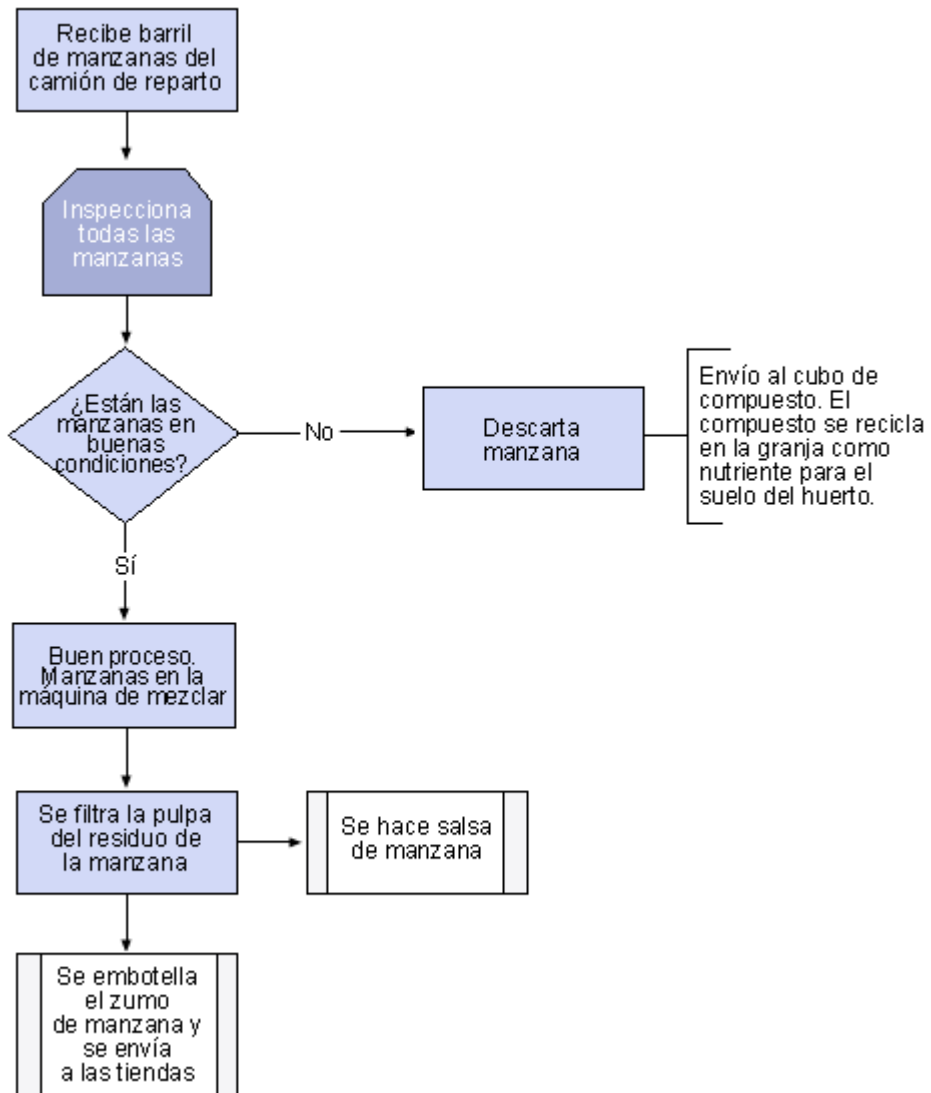 Recibe barril
de manzanas del
camión de reparto
Inspecciona
todas las
manzanas
¿Están las
manzanas en
buenas
condiciones?
No
Descarta
manzana
Envío al cubo de
compuesto. El
compuesto se recicla
en la granja como
nutriente para el
suelo del huerto.
Sí
Buen proceso.
Manzanas en la
máquina de mezclar
Se filtra la pulpa
del residuo de
la manzana
Se hace salsa
de manzana
Se embotella
el zumo
de manzana y
se envía
a las tiendas